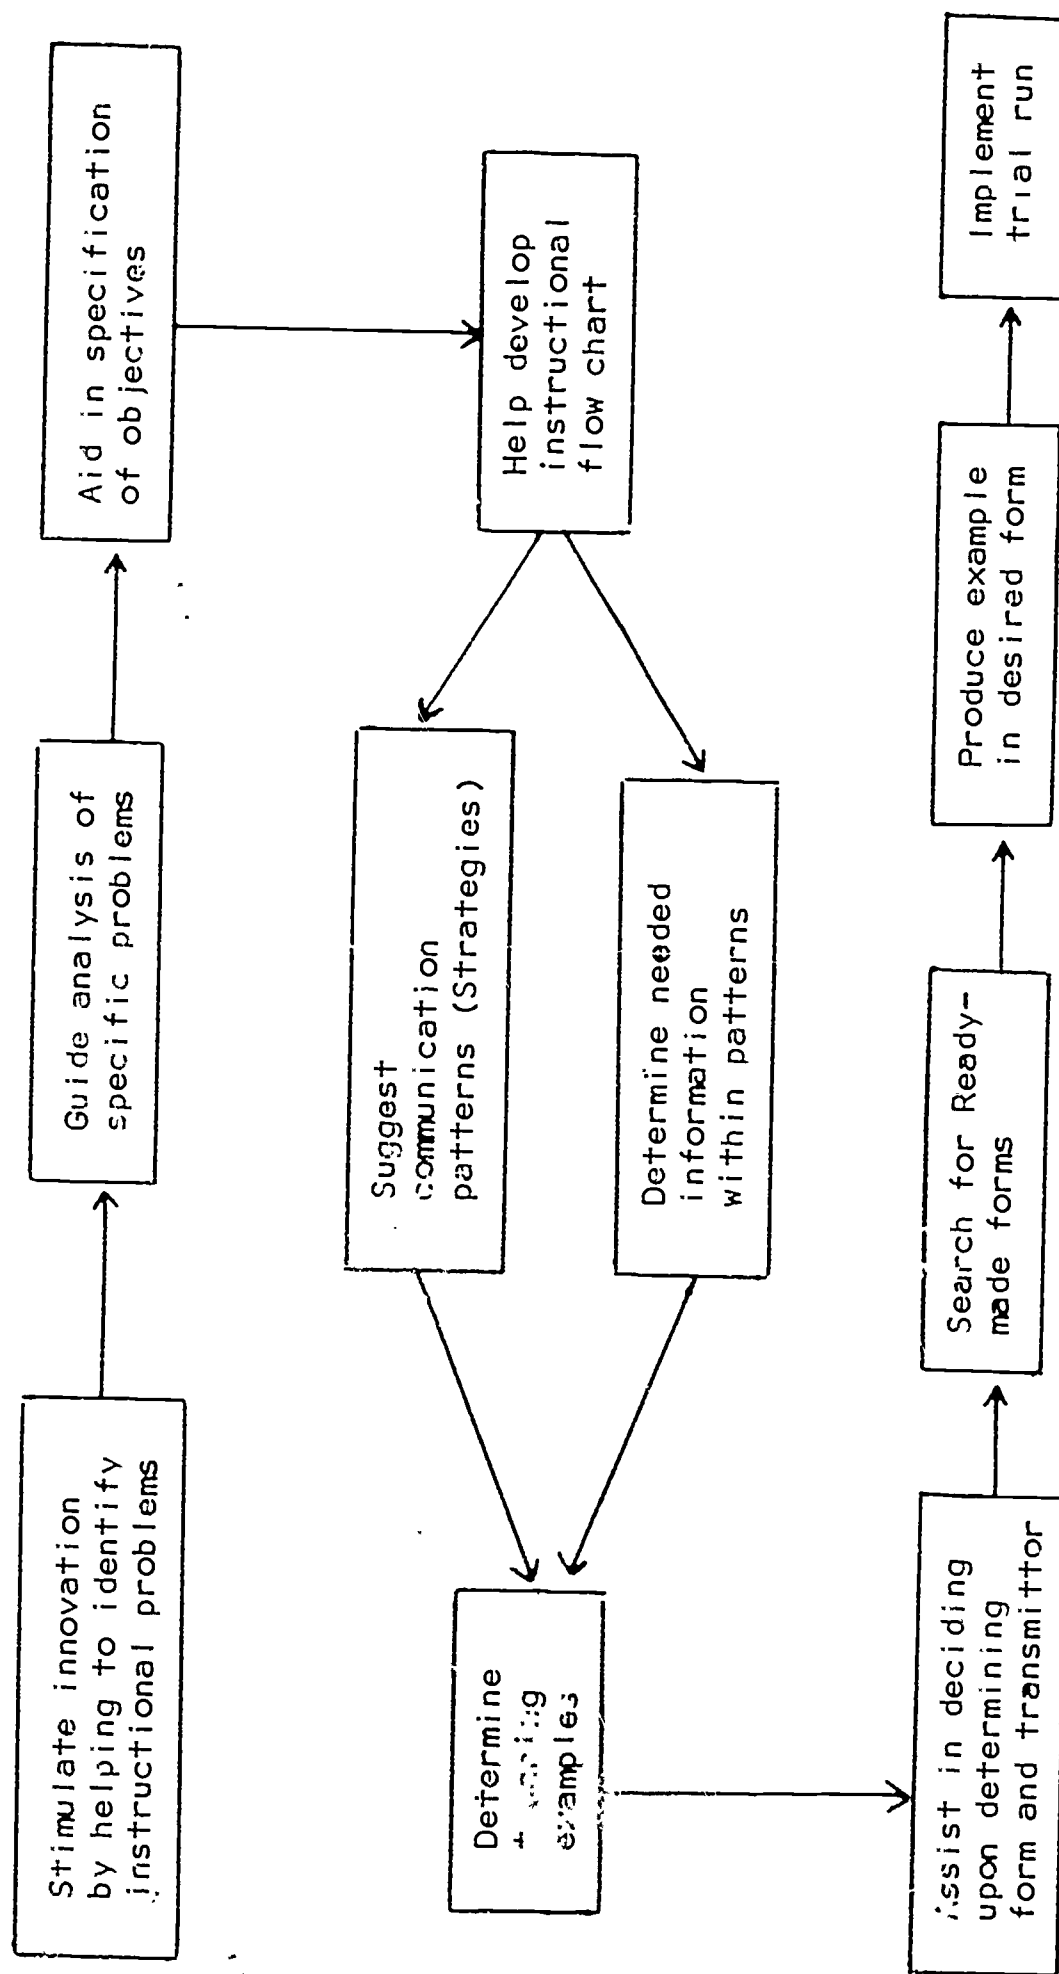 Stimulate innovation
by helping to identify
instructional problems
Guide analysis of
specific problems
Aid in specification
of objectives
Help develop
instructional
flow chart
Suggest
communication
patterns (Strategies)
Determine needed
information
within patterns
Determine
examples
Assist in deciding
upon determining
form and transmittor
Search for Ready-
made forms
Produce example
in desired form
Implement
trial run